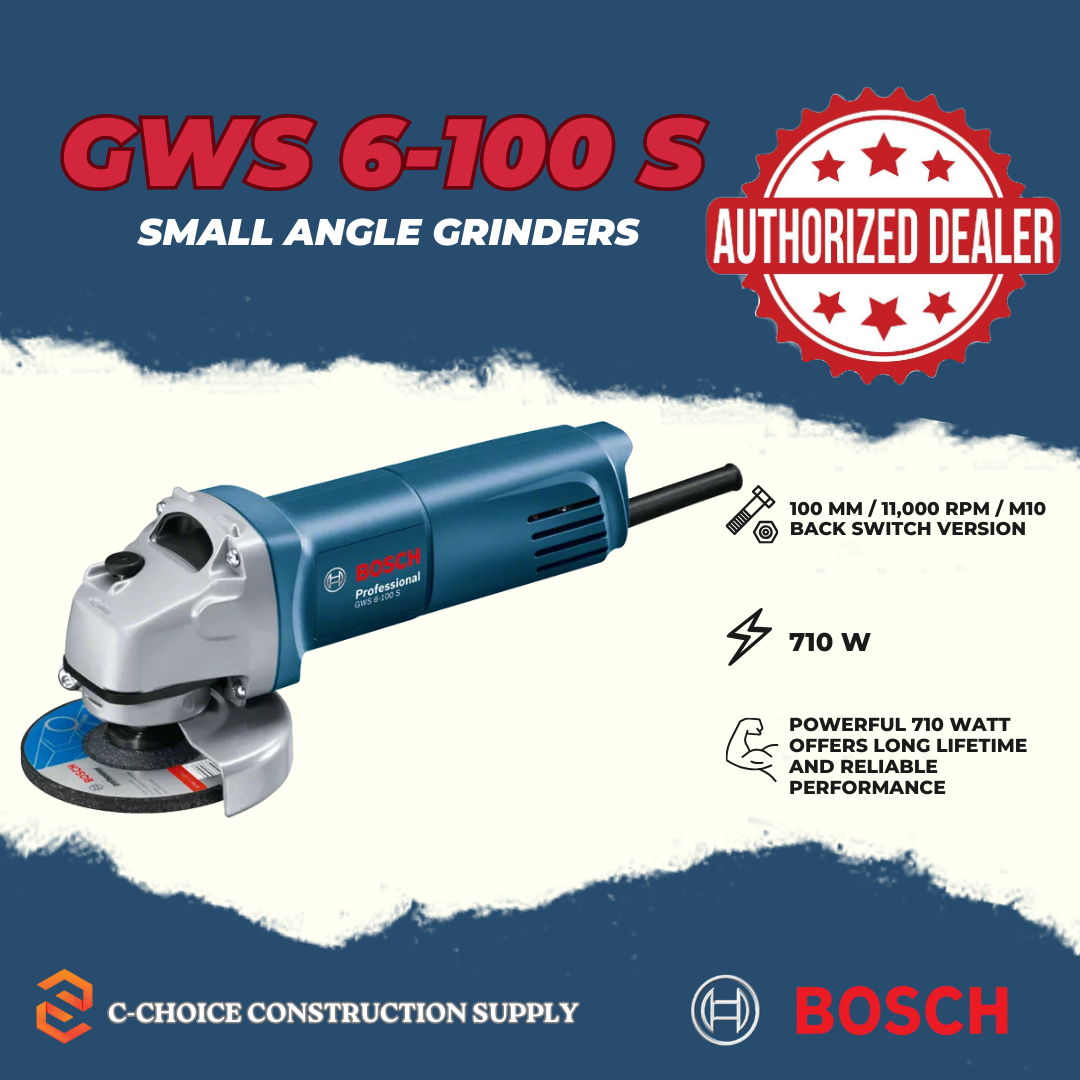 GWS 6-100 S
SMALL ANGLE GRINDERS
AUTHORIZED DEALER
BOSCH
Professional
GWS 6-100 S
BOSCH
100 MM / 11,000 RPM / M10
BACK SWITCH VERSION
710 W
POWERFUL 710 WATT
OFFERS LONG LIFETIME
AND RELIABLE
PERFORMANCE
C-CHOICE CONSTRUCTION SUPPLY
BOSCH